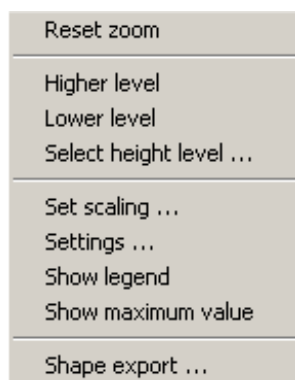 Reset zoom
Higher level
Lower level
Select height level ...
Set scaling ...
Settings ...
Show legend
Show maximum value
Shape export ...